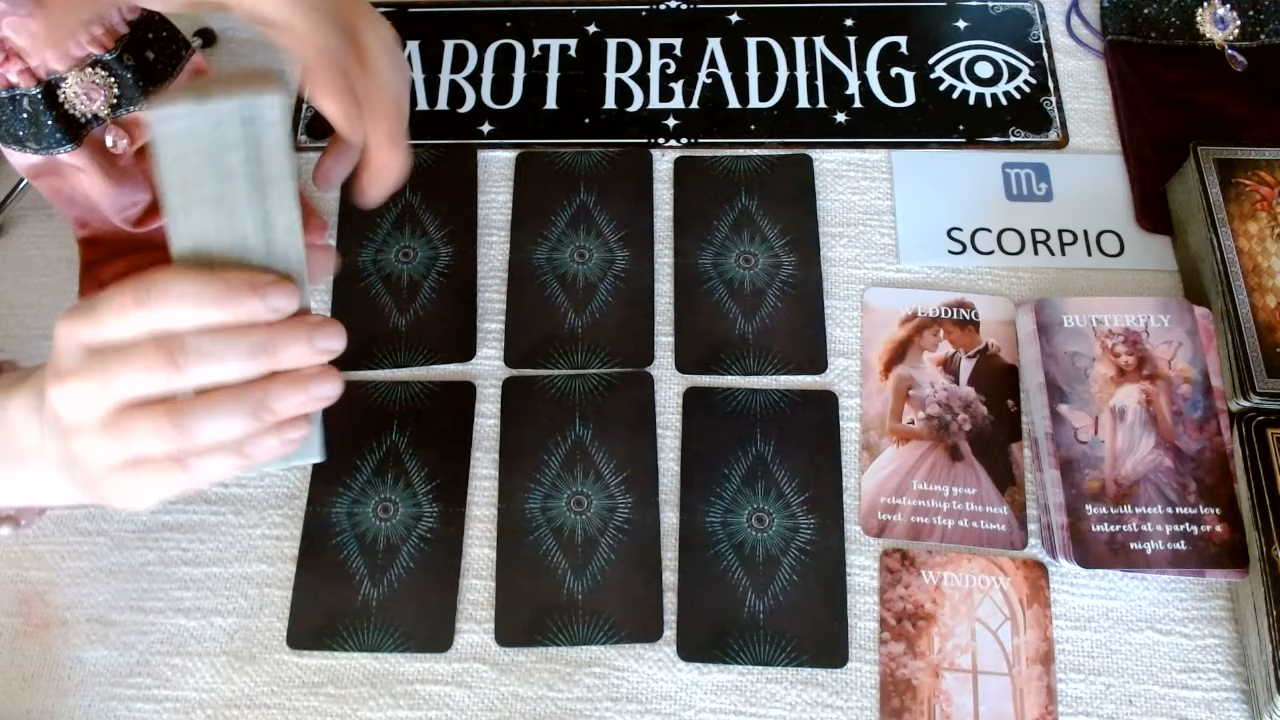 AROT READING
SCORPIO
WEDDING
Taking your
relationship to the next
level, one step at a time
BUTTERFLY
You will meet a new love
interest at a party or a
night out.
WINDOW